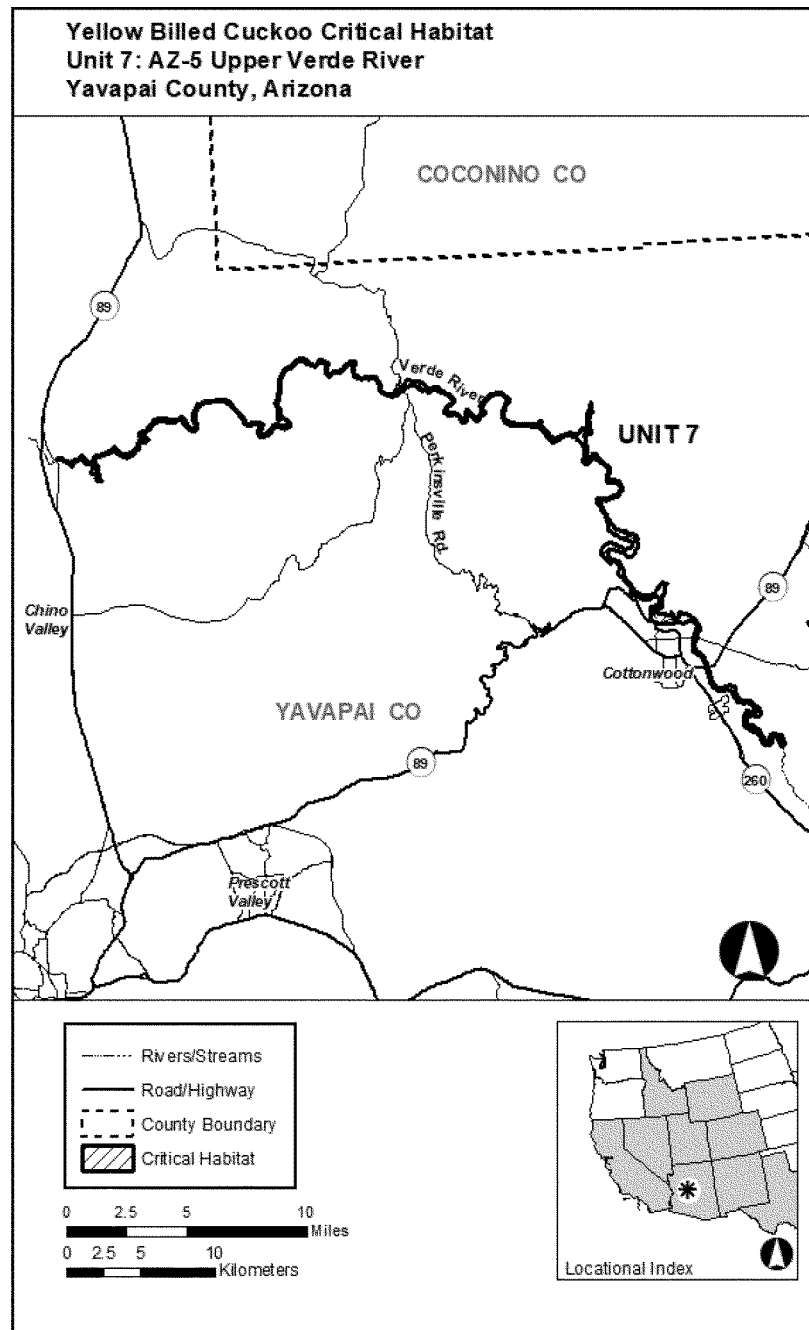 Yellow Billed Cuckoo Critical Habitat
Unit 7: AZ-5 Upper Verde River
Yavapai County, Arizona
COCONINO CO
89
Verde River
UNIT 7
Perkinsville Rd.
89
Chino
Valley
Cottonwood
YAVAPAI CO
89
260
Prescott
Valley
Rivers/Streams
Road/Highway
County Boundary
Critical Habitat
0 2.5 5 10
Miles
0 2.5 5 10
Kilometers
Locational Index